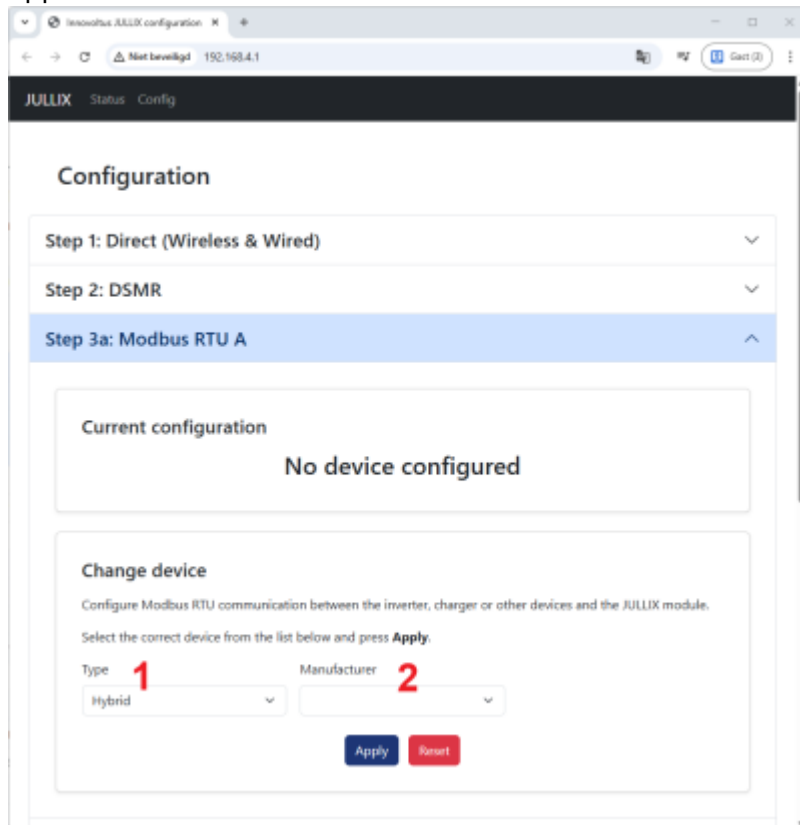 Innovoltus JULLIX configuration
Niet beveiligd 192.168.4.1
Gast (2)
JULLIX Status Config
Configuration
Step 1: Direct (Wireless & Wired)
Step 2: DSMR
Step 3a: Modbus RTU A
Current configuration
No device configured
Change device
Configure Modbus RTU communication between the inverter, charger or other devices and the JULLIX module.
Select the correct device from the list below and press Apply.
Type 1 Manufacturer 2
Hybrid
Apply Reset